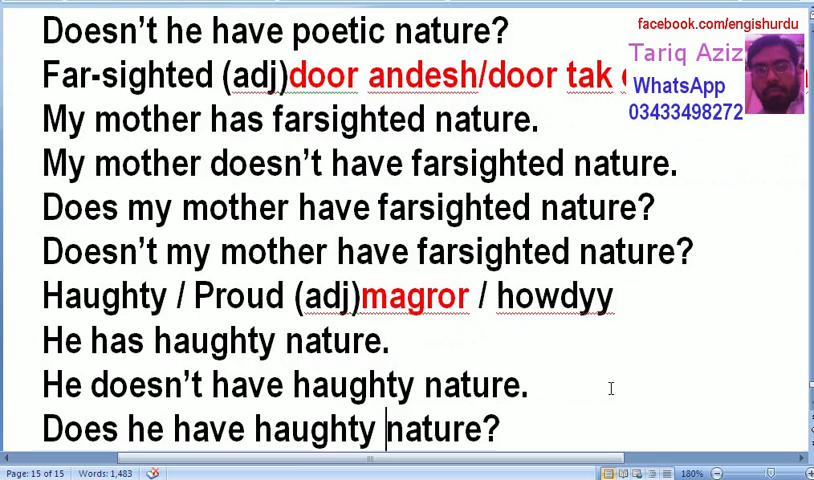 Doesn't he have poetic nature?
Far-sighted (adj)door andesh/door tak
My mother has farsighted nature.
My mother doesn't have farsighted nature.
Does my mother have farsighted nature?
Doesn't my mother have farsighted nature?
Haughty / Proud (adj)magror / howdyy
He has haughty nature.
He doesn't have haughty nature.
Does he have haughty nature?
facebook.com/engishurdu
Tariq Aziz
WhatsApp
03433498272
Page: 15 of 15
Words: 1,483
180%